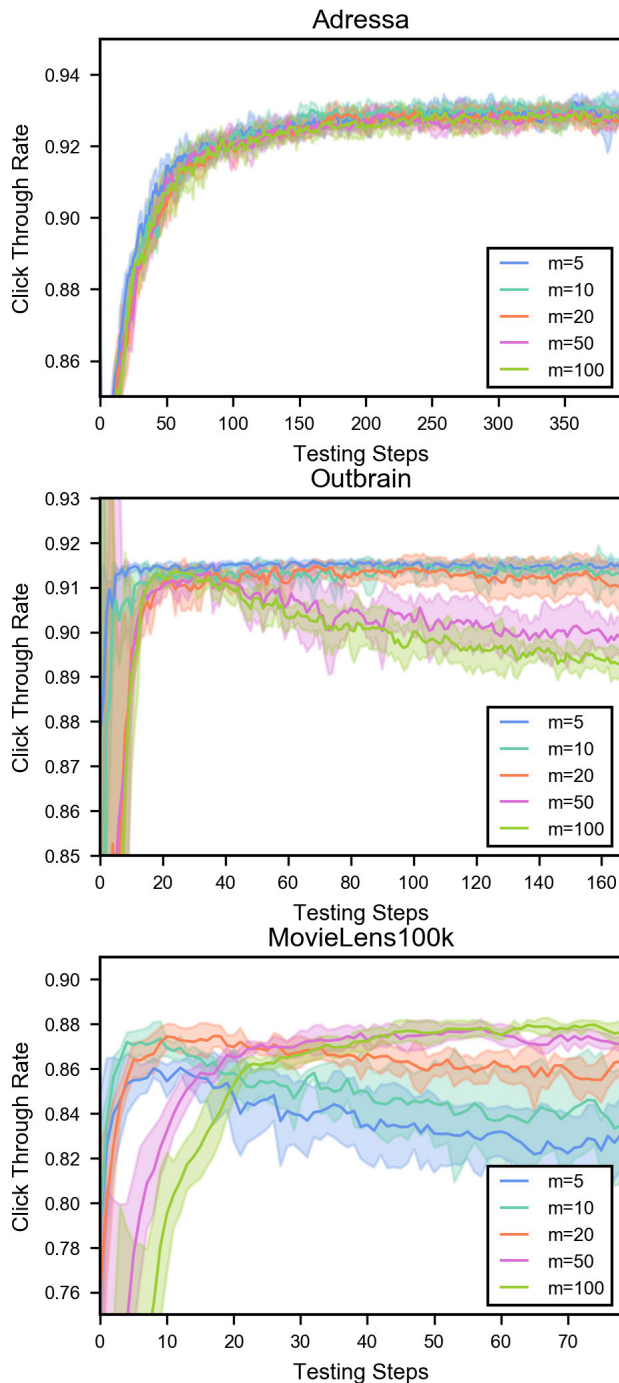 Adressa
0.94
0.92
0.90
0.88
0.86
Click Through Rate
m=5
m=10
m=20
m=50
m=100
0 50 100 150 200 250 300 350
Testing Steps
Outbrain
0.93
0.92
0.91
0.90
0.89
0.88
0.87
0.86
0.85
Click Through Rate
m=5
m=10
m=20
m=50
m=100
0 20 40 60 80 100 120 140 160
Testing Steps
MovieLens100k
0.90
0.88
0.86
0.84
0.82
0.80
0.78
0.76
Click Through Rate
m=5
m=10
m=20
m=50
m=100
0 10 20 30 40 50 60 70
Testing Steps